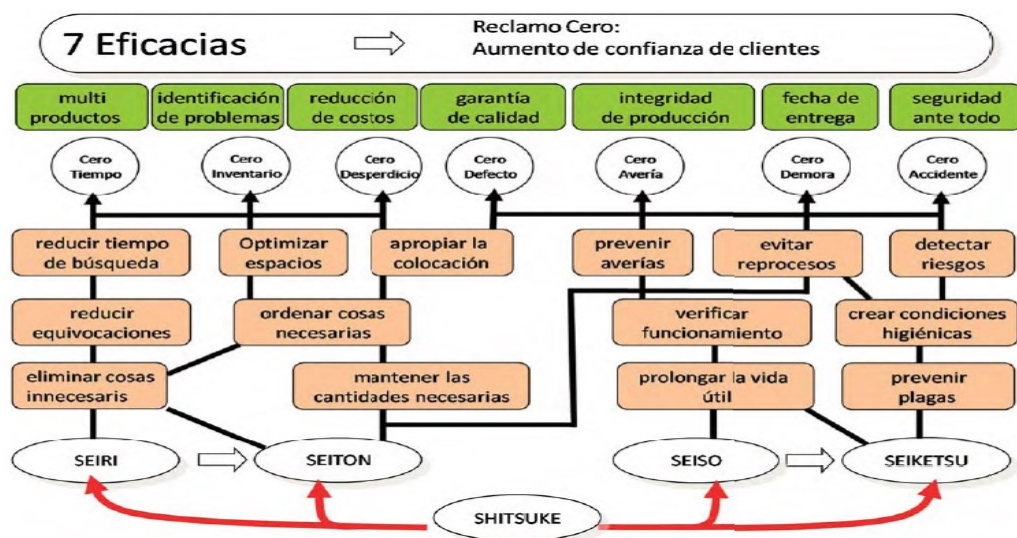 7 Eficacias
Reclamo Cero:
Aumento de confianza de clientes
multi
productos
identificación
de problemas
reducción
de costos
garantía
de calidad
integridad
de producción
fecha de
entrega
seguridad
ante todo
Cero
Tiempo
Cero
Inventario
Cero
Desperdicio
Cero
Defecto
Cero
Avería
Cero
Demora
Cero
Accidente
reducir tiempo
de búsqueda
Optimizar
espacios
apropiar la
colocación
prevenir
averías
evitar
reprocesos
detectar
riesgos
reducir
equivocaciones
ordenar cosas
necesarias
verificar
funcionamiento
crear condiciones
higiénicas
eliminar cosas
innecesaris
mantener las
cantidades necesarias
prolongar la vida
útil
prevenir
plagas
SEIRI
SEITON
SEISO
SEIKETSU
SHITSUKE